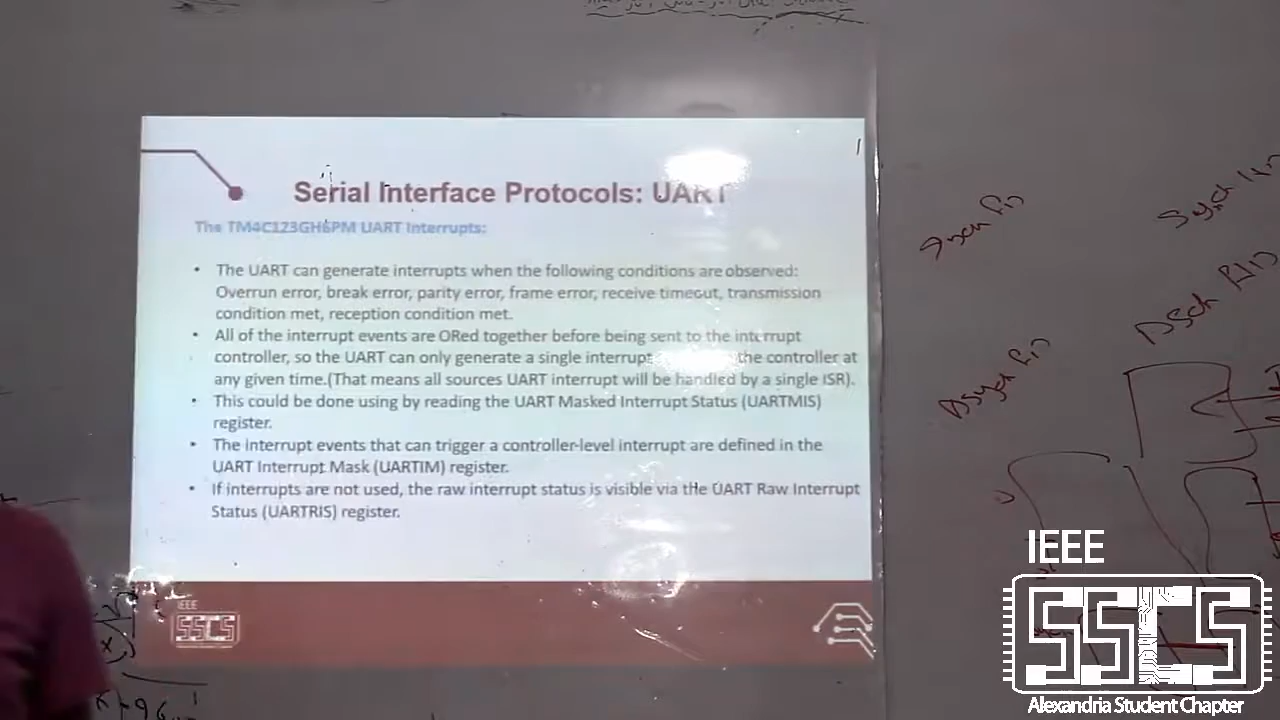 Serial Interface Protocols: UART
The TM4C123GH6PM UART Interrupts:
• The UART can generate interrupts when the following conditions are observed:
Overrun error, break error, parity error, frame error, receive timeout, transmission
condition met, reception condition met.
• All of the interrupt events are ORed together before being sent to the interrupt
controller, so the UART can only generate a single interrupt the controller at
any given time.(That means all sources UART interrupt will be handled by a single ISR).
• This could be done using by reading the UART Masked Interrupt Status (UARTMIS)
register.
• The interrupt events that can trigger a controller-level interrupt are defined in the
UART Interrupt Mask (UARTIM) register.
• If interrupts are not used, the raw interrupt status is visible via the UART Raw Interrupt
Status (UARTRIS) register.
IEEE
SSCS
IEEE
SSCS
Alexandria Student Chapter